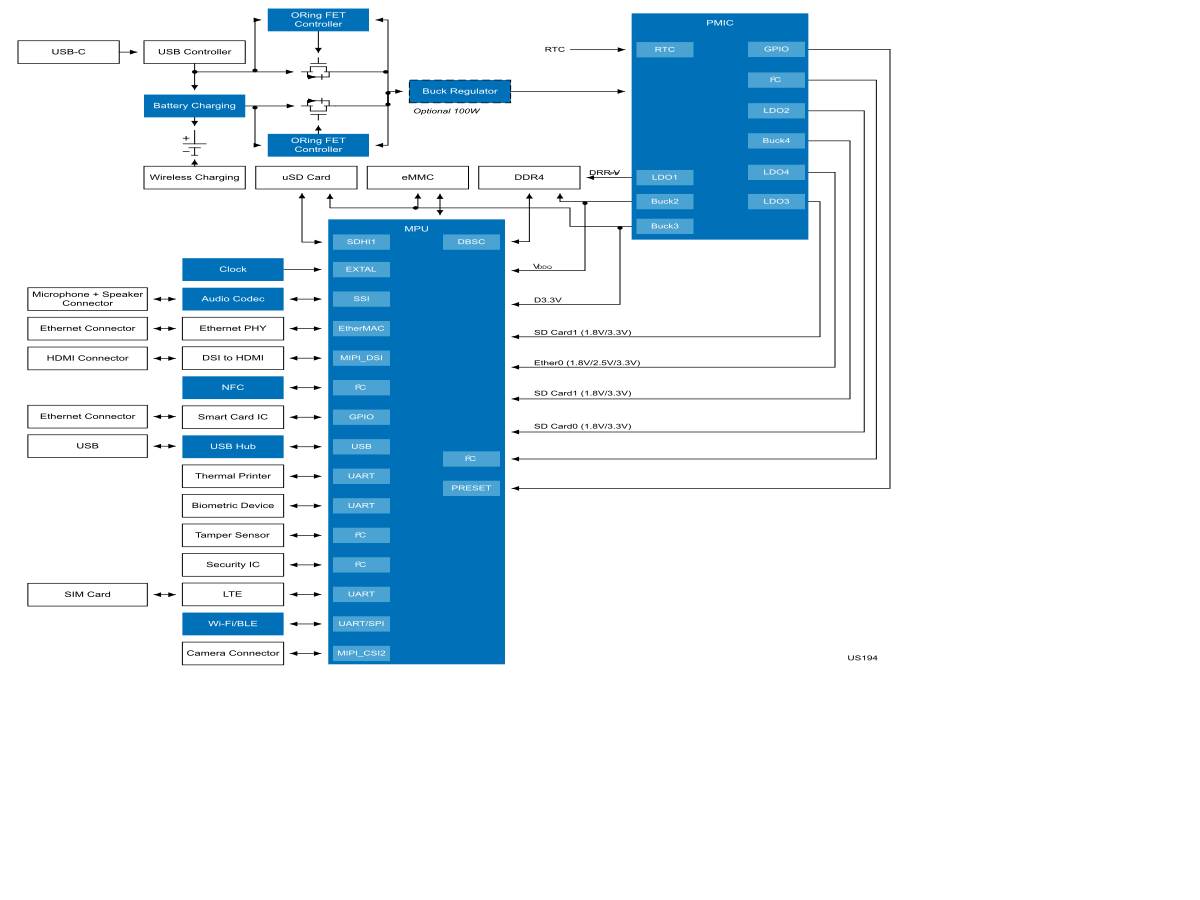 ORing FET
Controller
PMIC
USB-C
USB Controller
RTC
RTC
GPIO
I²C
Battery Charging
Buck Regulator
Optional 100W
LDO2
+
−
ORing FET
Controller
Buck4
Wireless Charging
uSD Card
eMMC
DDR4
LDO1
LDO4
Buck2
LDO3
Buck3
MPU
SDHI1
DBSC
Clock
EXTAL
VDDQ
Microphone + Speaker
Connector
Audio Codec
SSI
D3.3V
Ethernet Connector
Ethernet PHY
EtherMAC
SD Card1 (1.8V/3.3V)
HDMI Connector
DSI to HDMI
MIPI_DSI
Ether0 (1.8V/2.5V/3.3V)
NFC
I²C
SD Card1 (1.8V/3.3V)
Ethernet Connector
Smart Card IC
GPIO
SD Card0 (1.8V/3.3V)
USB
USB Hub
USB
I²C
Thermal Printer
UART
PRESET
Biometric Device
UART
Tamper Sensor
I²C
Security IC
I²C
SIM Card
LTE
UART
Wi-Fi/BLE
UART/SPI
Camera Connector
MIPI_CSI2
US194